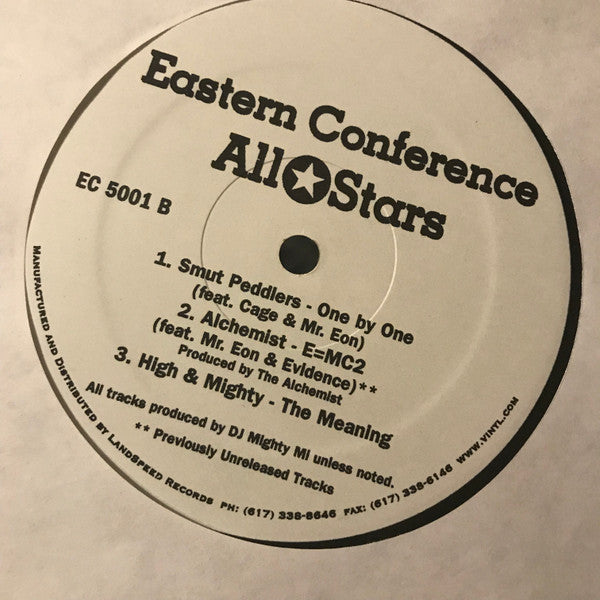 Eastern Conference
All Stars
EC 5001 B
1. Smut Peddlers - One by One
(feat. Cage & Mr. Eon)
2. Alchemist - E=MC2
(feat. Mr. Eon & Evidence)**
Produced by The Alchemist
3. High & Mighty - The Meaning
All tracks produced by DJ Mighty Mi unless noted.
** Previously Unreleased Tracks
Manufactured and Distributed by LandSpeed Records ph: (617) 338-8646 fax: (617) 338-6146 www.vinyl.com